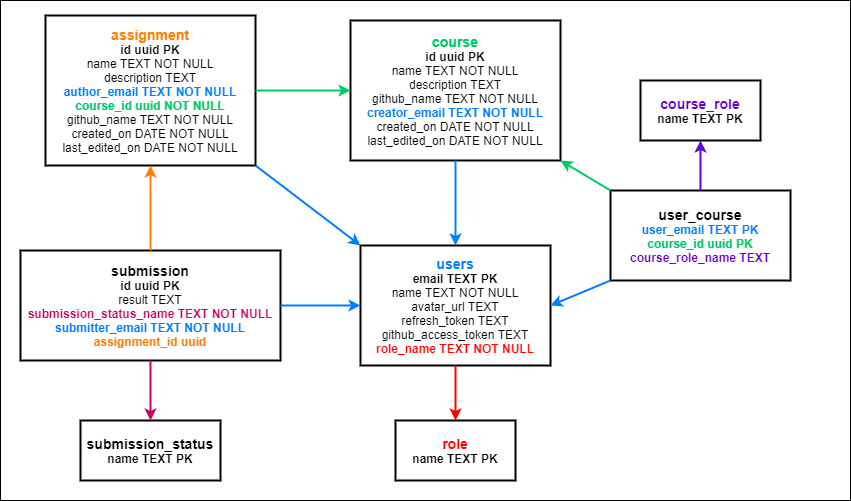 assignment
id uuid PK
name TEXT NOT NULL
description TEXT
author_email TEXT NOT NULL
course_id uuid NOT NULL
github_name TEXT NOT NULL
created_on DATE NOT NULL
last_edited_on DATE NOT NULL
course
id uuid PK
name TEXT NOT NULL
description TEXT
github_name TEXT NOT NULL
creator_email TEXT NOT NULL
created_on DATE NOT NULL
last_edited_on DATE NOT NULL
course_role
name TEXT PK
user_course
user_email TEXT PK
course_id uuid PK
course_role_name TEXT
submission
id uuid PK
result TEXT
submission_status_name TEXT NOT NULL
submitter_email TEXT NOT NULL
assignment_id uuid
users
email TEXT PK
name TEXT NOT NULL
avatar_url TEXT
refresh_token TEXT
github_access_token TEXT
role_name TEXT NOT NULL
submission_status
name TEXT PK
role
name TEXT PK